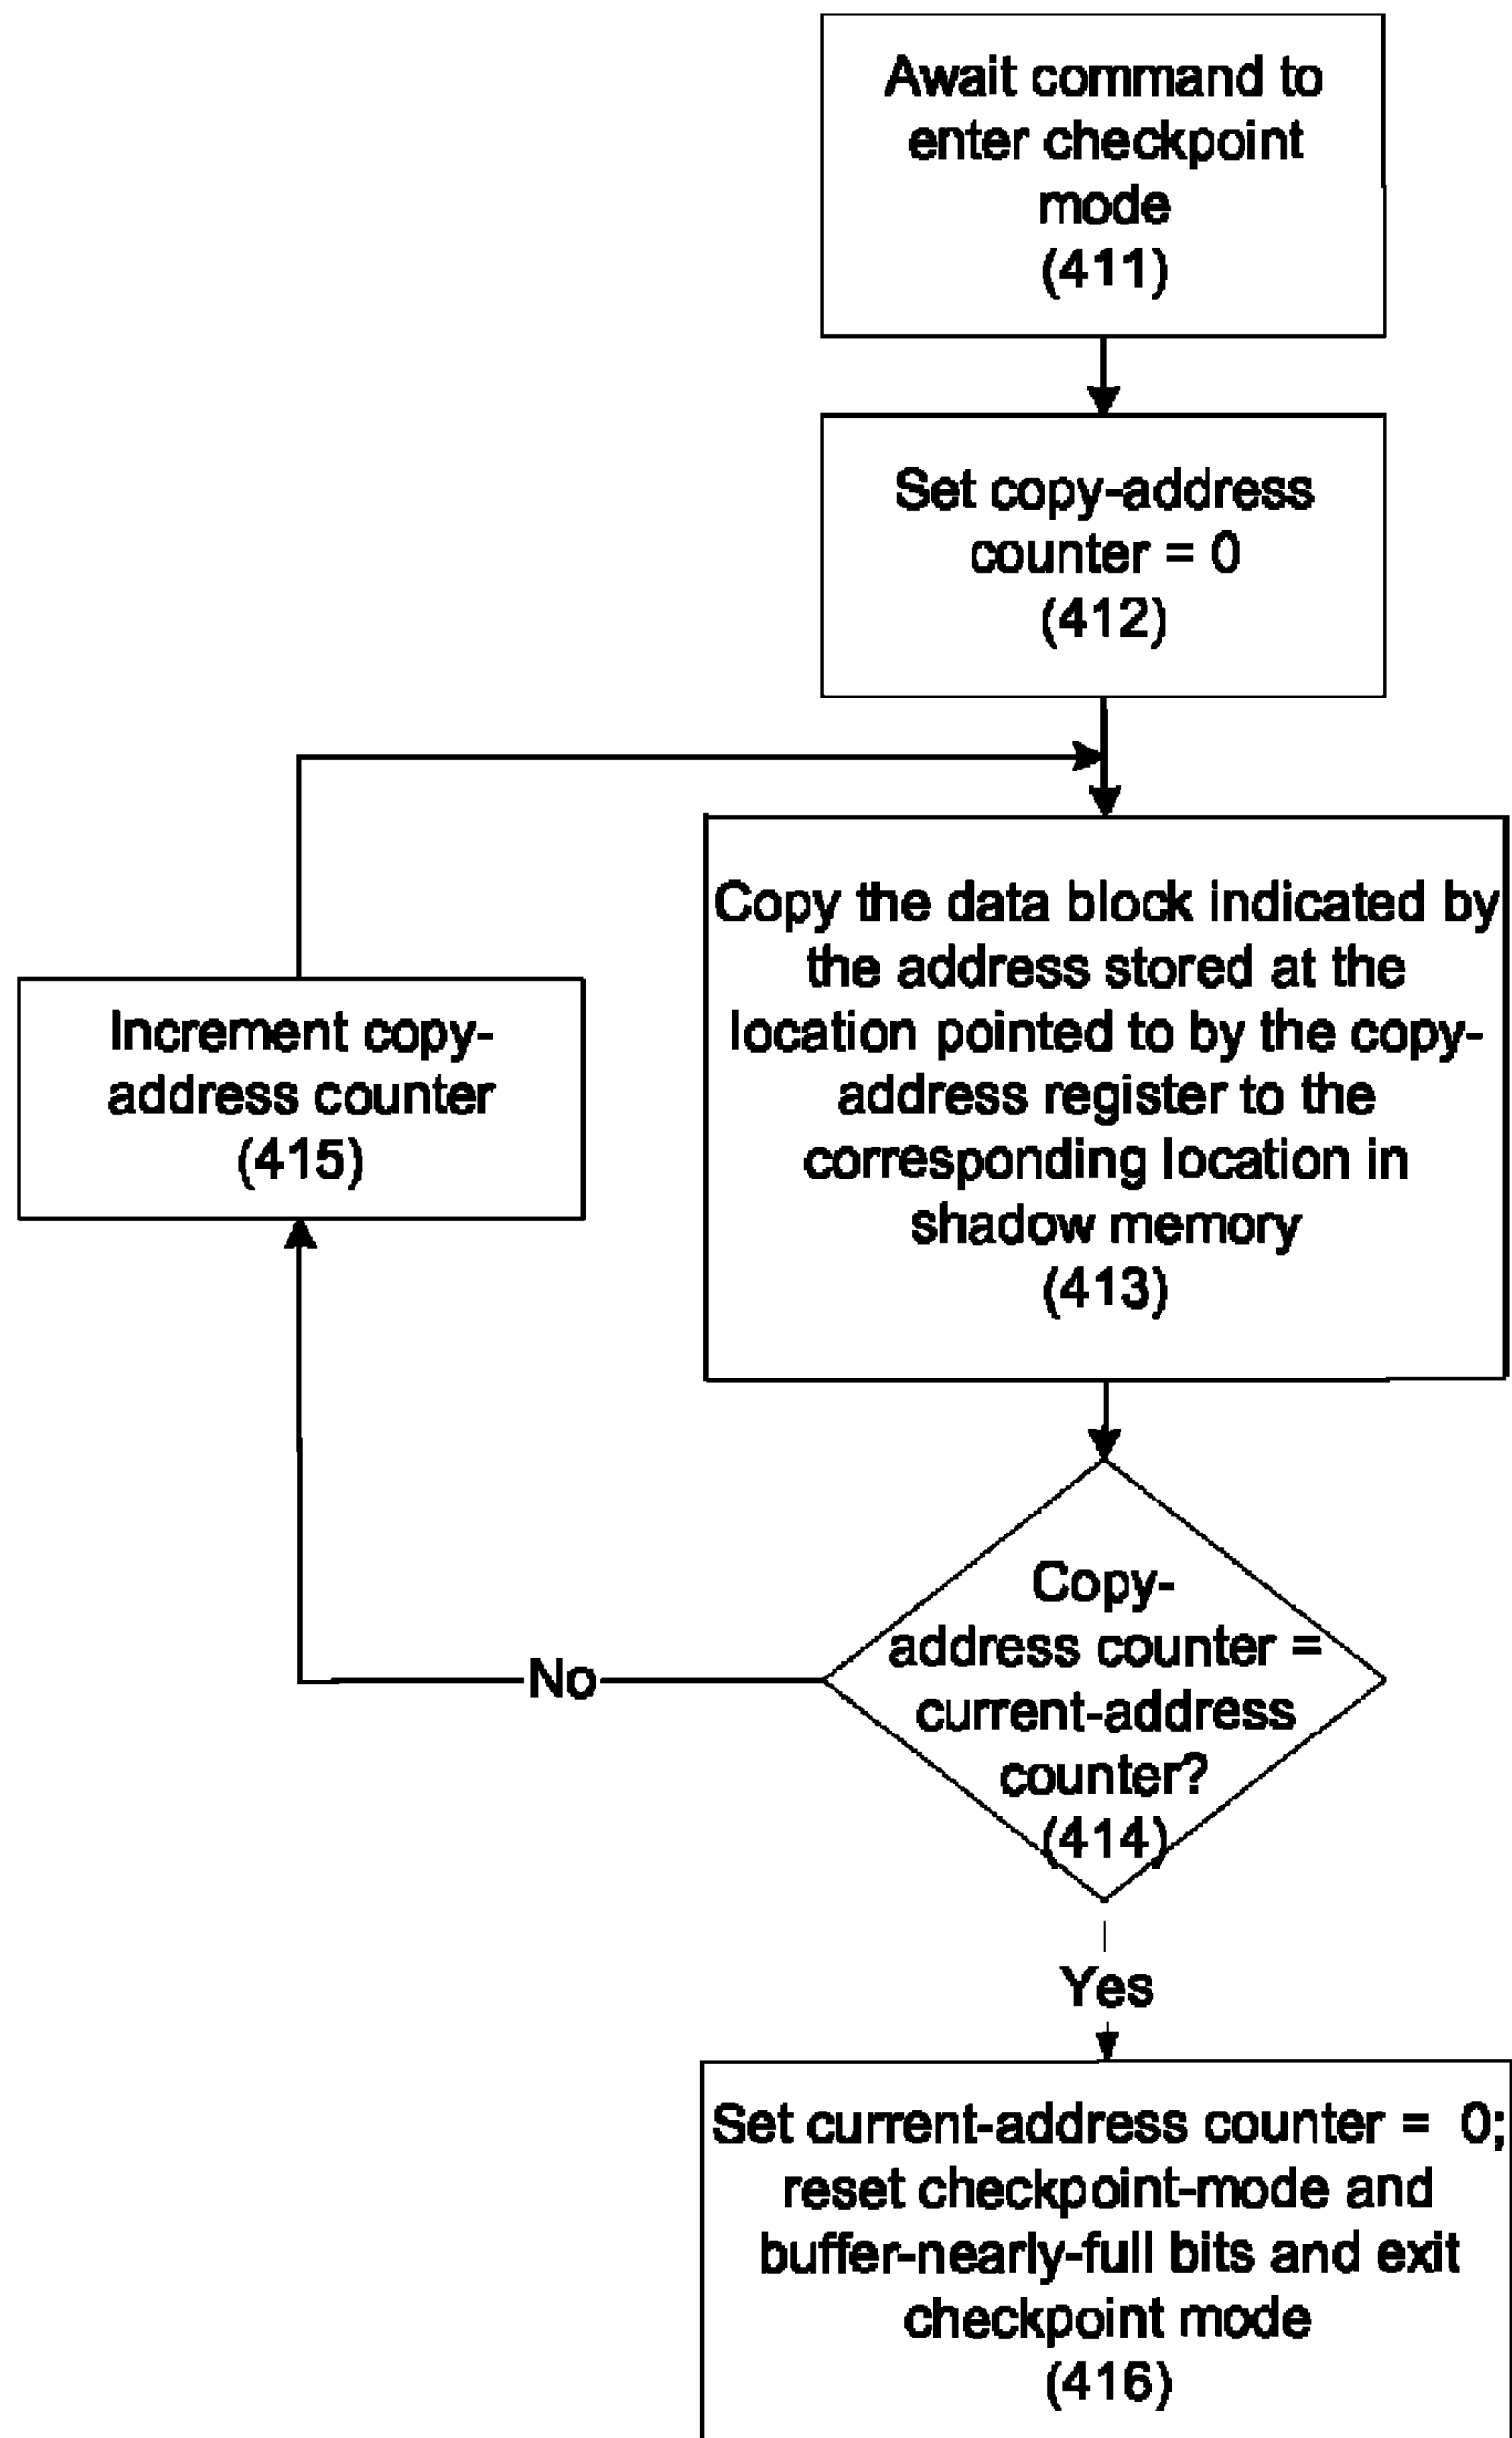 Await command to
enter checkpoint
mode
(411)
Set copy-address
counter = 0
(412)
Copy the data block indicated by
the address stored at the
location pointed to by the copy-
address register to the
corresponding location in
shadow memory
(413)
Increment copy-
address counter
(415)
Copy-
address counter =
current-address
counter?
(414)
No
Yes
Set current-address counter = 0;
reset checkpoint-mode and
buffer-nearly-full bits and exit
checkpoint mode
(416)